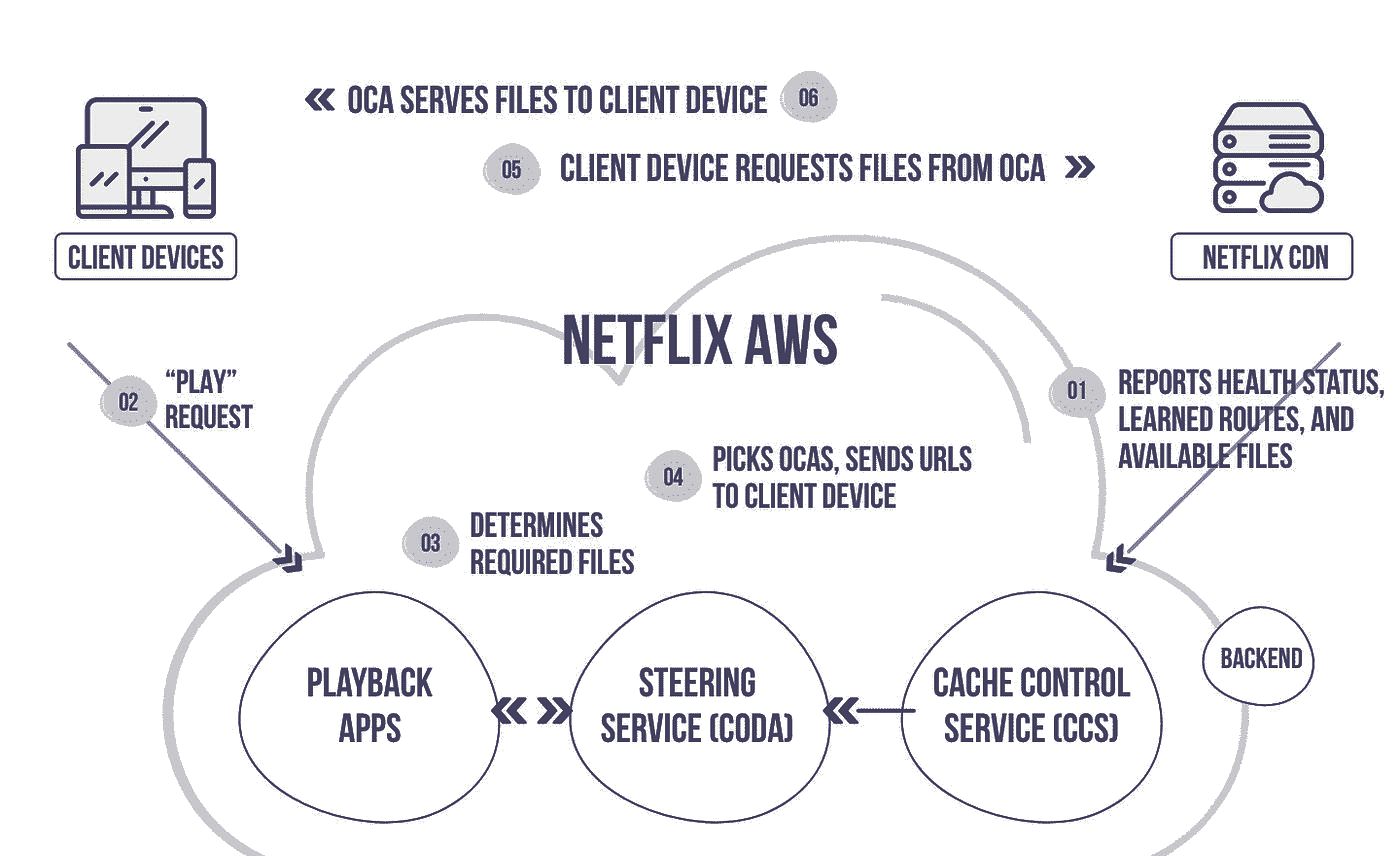 « OCA SERVES FILES TO CLIENT DEVICE 06
05 CLIENT DEVICE REQUESTS FILES FROM OCA »
CLIENT DEVICES
NETFLIX CDN
NETFLIX AWS
02 “PLAY”
REQUEST
01 REPORTS HEALTH STATUS,
LEARNED ROUTES, AND
AVAILABLE FILES
04 PICKS OCAS, SENDS URLS
TO CLIENT DEVICE
03 DETERMINES
REQUIRED FILES
PLAYBACK
APPS
STEERING
SERVICE (CODA)
CACHE CONTROL
SERVICE (CCS)
BACKEND